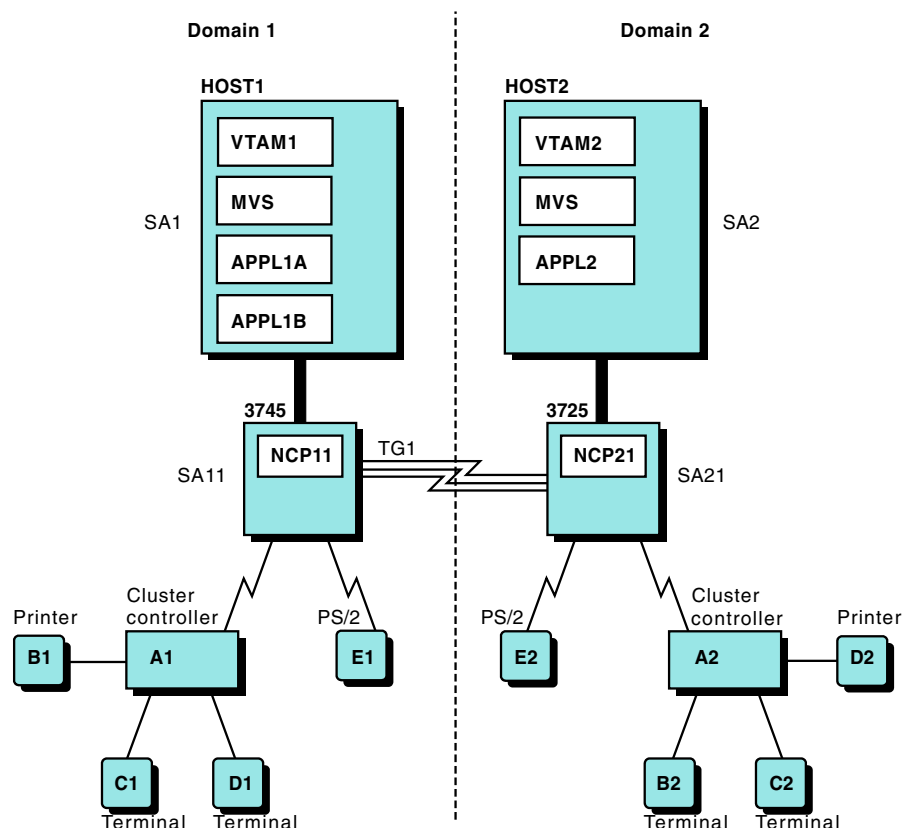 Domain 1
Domain 2
HOST1
HOST2
VTAM1
MVS
APPL1A
APPL1B
SA1
VTAM2
MVS
APPL2
SA2
3745
3725
NCP11
TG1
NCP21
SA11
SA21
Printer
Cluster
controller
PS/2
PS/2
Cluster
controller
Printer
B1
A1
E1
E2
A2
D2
C1
D1
B2
C2
Terminal
Terminal
Terminal
Terminal